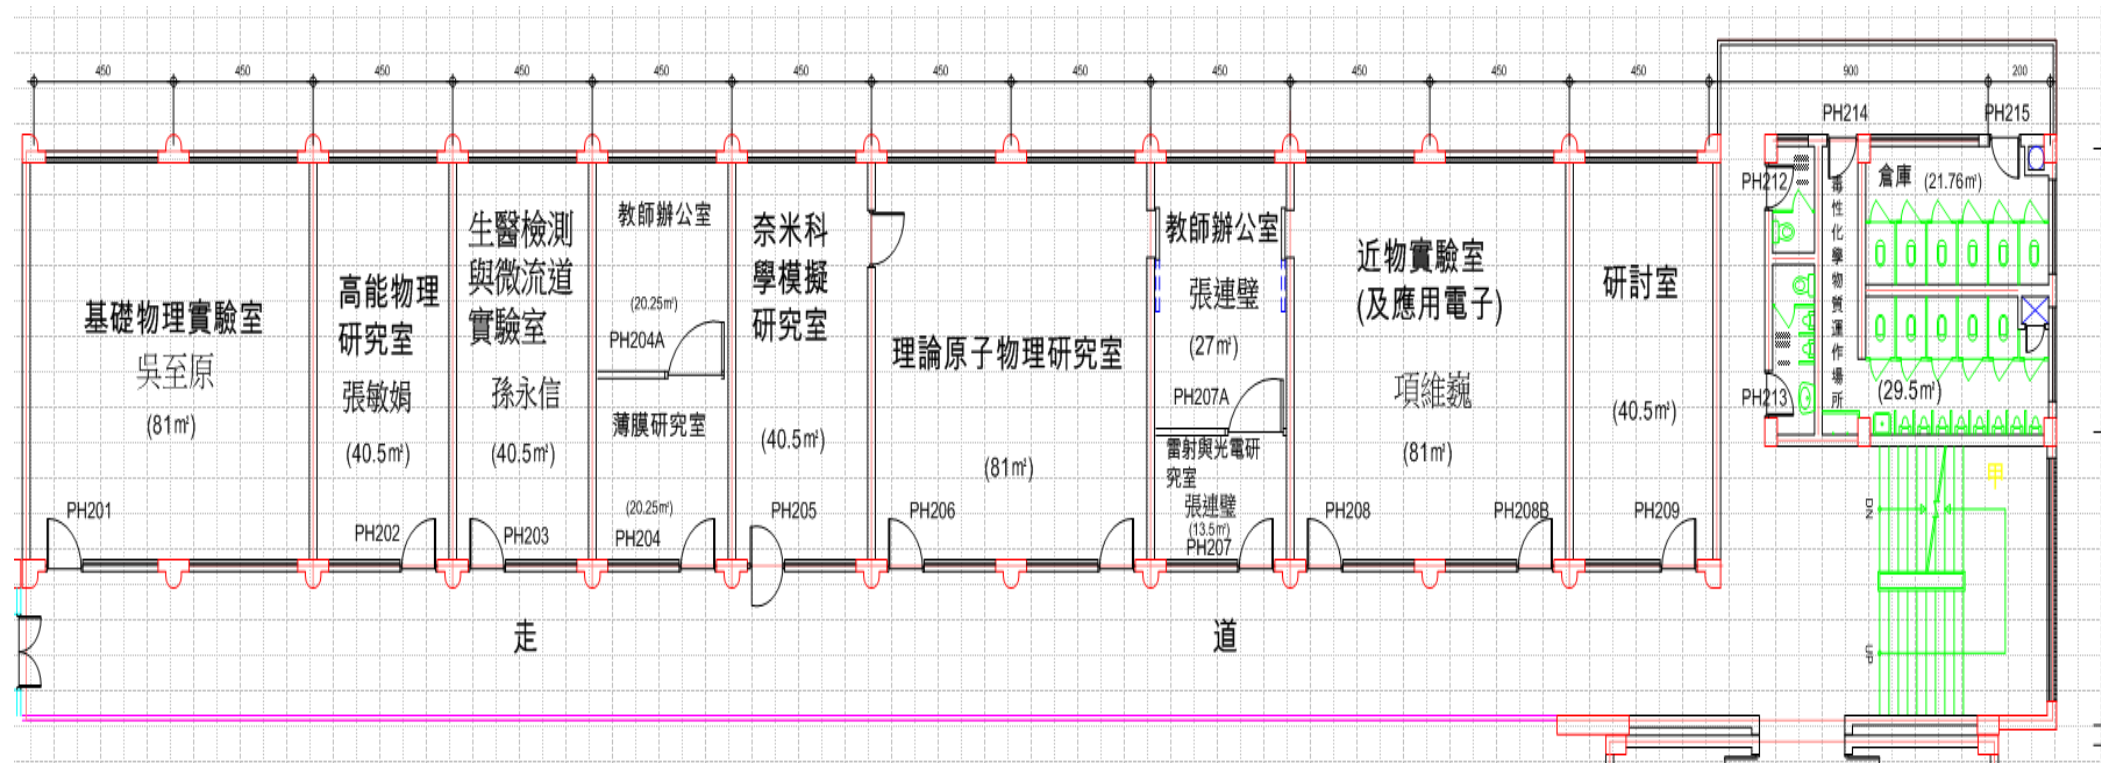 450 450 450 450 450 450 450 450 450 450 450 450 900 200
PH214 PH215
基礎物理實驗室
吳至原
(81㎡)
PH201
高能物理
研究室
張敏娟
(40.5㎡)
PH202
生醫檢測
與微流道
實驗室
孫永信
(40.5㎡)
PH203
教師辦公室
(20.25㎡)
PH204A
薄膜研究室
(20.25㎡)
PH204
奈米科
學模擬
研究室
(40.5㎡)
PH205
理論原子物理研究室
(81㎡)
PH206
教師辦公室
張連璧
(27㎡)
PH207A
雷射與光電研
究室
張連璧
(13.5㎡)
PH207
近物實驗室
(及應用電子)
項維巍
(81㎡)
PH208
PH208B
研討室
(40.5㎡)
PH209
PH212
PH213
毒性化學物質運作場所
倉庫 (21.76㎡)
(29.5㎡)
甲
DN
UP
走 道